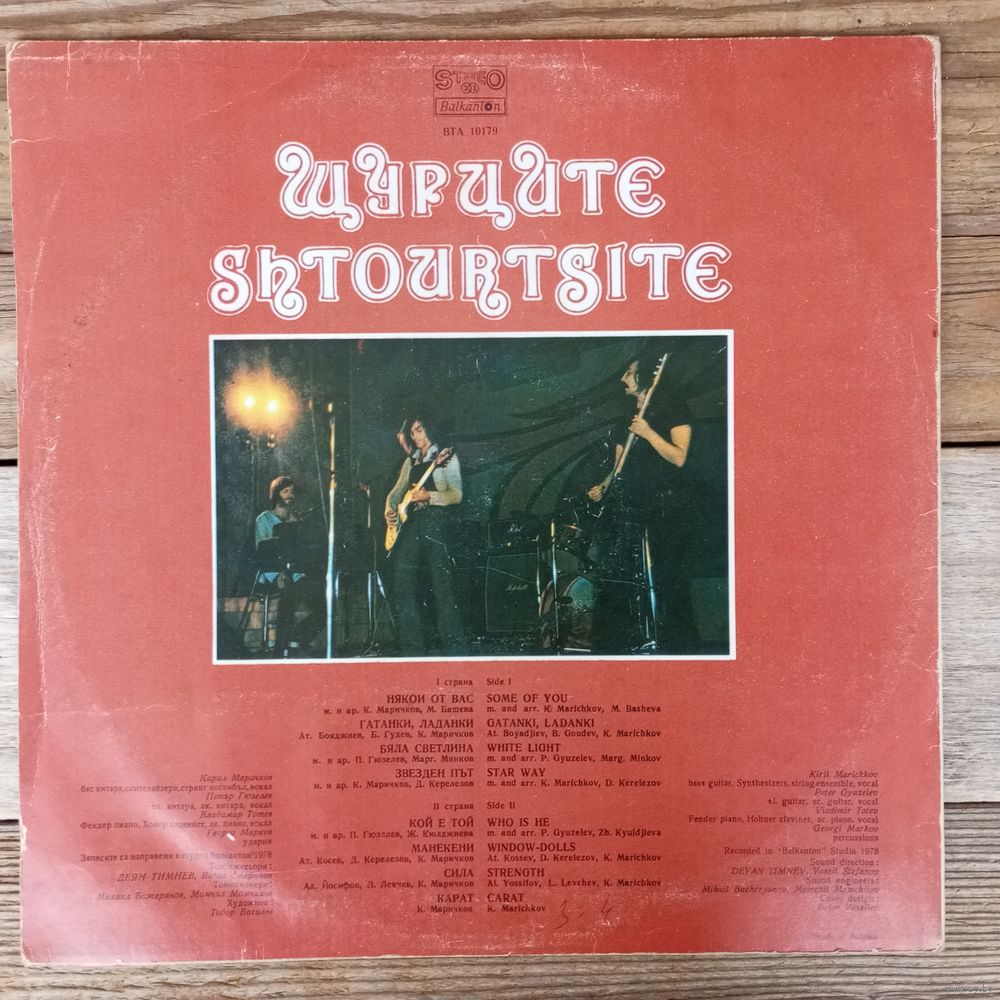 STEREO
33
Balkanton
ВТА 10179
ЩУРЦИТЕ
SHTOURTSITE
Marshall
I страна Side I
НЯКОИ ОТ ВАС SOME OF YOU
м. и ар. К. Маричков, М. Башева m. and arr. K. Marichkov, M. Basheva
ГАТАНКИ, ЛАДАНКИ GATANKI, LADANKI
Ат. Бояджиев, Б. Гудев, К. Маричков At. Boyadjiev, B. Goudev, K. Marichkov
БЯЛА СВЕТЛИНА WHITE LIGHT
м. и ар. П. Гюзелев, Марг. Минков m. and arr. P. Gyuzelev, Marg. Minkov
ЗВЕЗДЕН ПЪТ STAR WAY
м. и ар. К. Маричков, Д. Керелезов m. and arr. K. Marichkov, D. Kerelezov
II страна Side II
КОЙ Е ТОЙ WHO IS HE
м. и ар. П. Гюзелев, Ж. Кюлджиева m. and arr. P. Gyuzelev, Zh. Kyuldjieva
МАНЕКЕНИ WINDOW-DOLLS
Ат. Косев, Д. Керелезов, К. Маричков At. Kossev, D. Kerelezov, K. Marichkov
СИЛА STRENGTH
Ал. Йосифов, Л. Левчев, К. Маричков Al. Yossifov, L. Levchev, K. Marichkov
КАРАТ CARAT
К. Маричков K. Marichkov
3-4
Кирил Маричков
бас китара, синтезайзери, стринг ансамбъл, вокал
Петър Гюзелев
ел. китара, ак. китара, вокал
Владимир Тотев
Фендер пиано, Хонер клавинет, ак. пиано, вокал
Георги Марков
ударни
Записите са направени в студио "Балкантон" 1978
Тонрежисьори:
ДЕЯН ТИМНЕВ, Васил Стефанов
Тонинженери:
Михаил Божерянов, Момчил Момчилов
Художник:
Тодор Василев
Kiril Marichkov
bass guitar, Synthesizers, string ensemble, vocal
Peter Gyuzelev
el. guitar, ac. guitar, vocal
Vladimir Totev
Fender piano, Hohner clavinet, ac. piano, vocal
Georgi Markov
percussions
Recorded in "Balkanton" Studio 1978
Sound direction:
DEYAN TIMNEV, Vassil Stefanov
Sound engineers:
Mihail Bozheryanov, Momchil Momchilov
Cover design:
Todor Vassilev